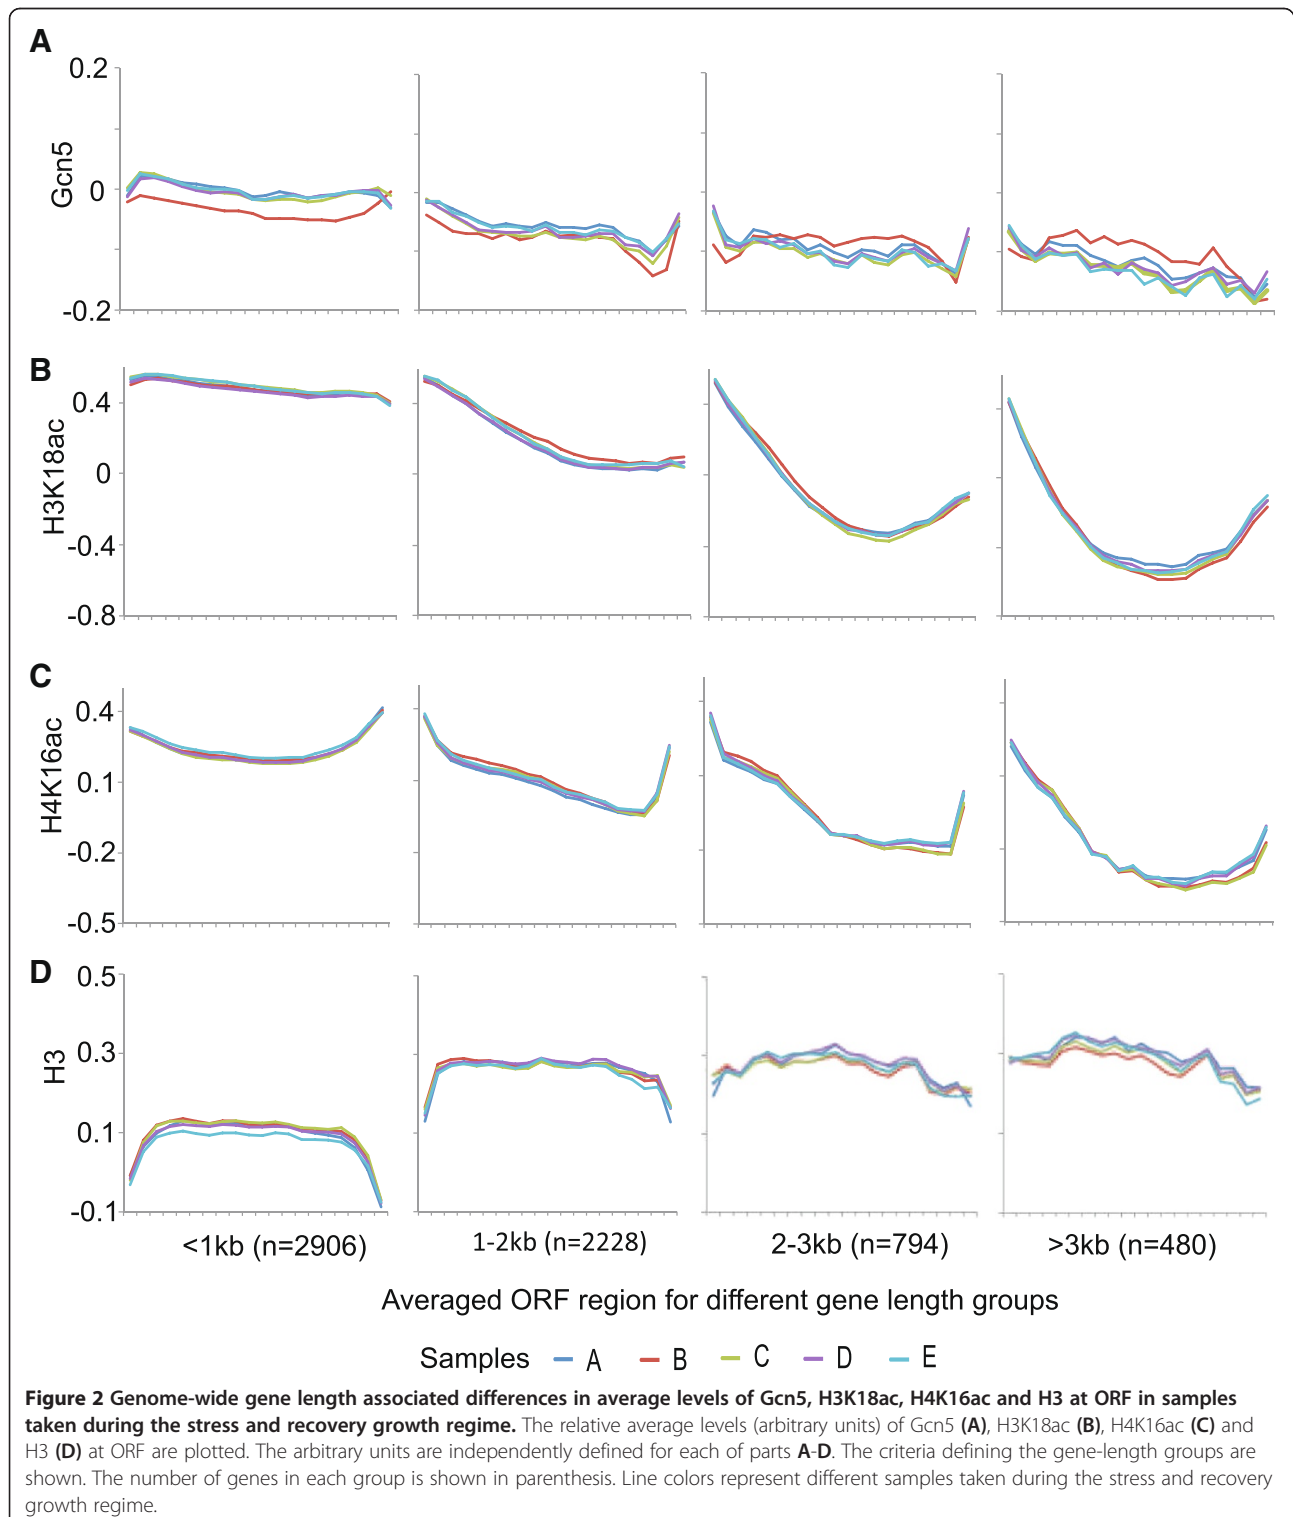 A
0.2
0
-0.2
Gcn5
B
0.4
0
-0.4
-0.8
H3K18ac
C
0.4
0.1
-0.2
-0.5
H4K16ac
D
0.5
0.3
0.1
-0.1
H3
<1kb (n=2906)
1-2kb (n=2228)
2-3kb (n=794)
>3kb (n=480)
Averaged ORF region for different gene length groups
Samples A B C D E
Figure 2 Genome-wide gene length associated differences in average levels of Gcn5, H3K18ac, H4K16ac and H3 at ORF in samples
taken during the stress and recovery growth regime. The relative average levels (arbitrary units) of Gcn5 (A), H3K18ac (B), H4K16ac (C) and
H3 (D) at ORF are plotted. The arbitrary units are independently defined for each of parts A-D. The criteria defining the gene-length groups are
shown. The number of genes in each group is shown in parenthesis. Line colors represent different samples taken during the stress and recovery
growth regime.